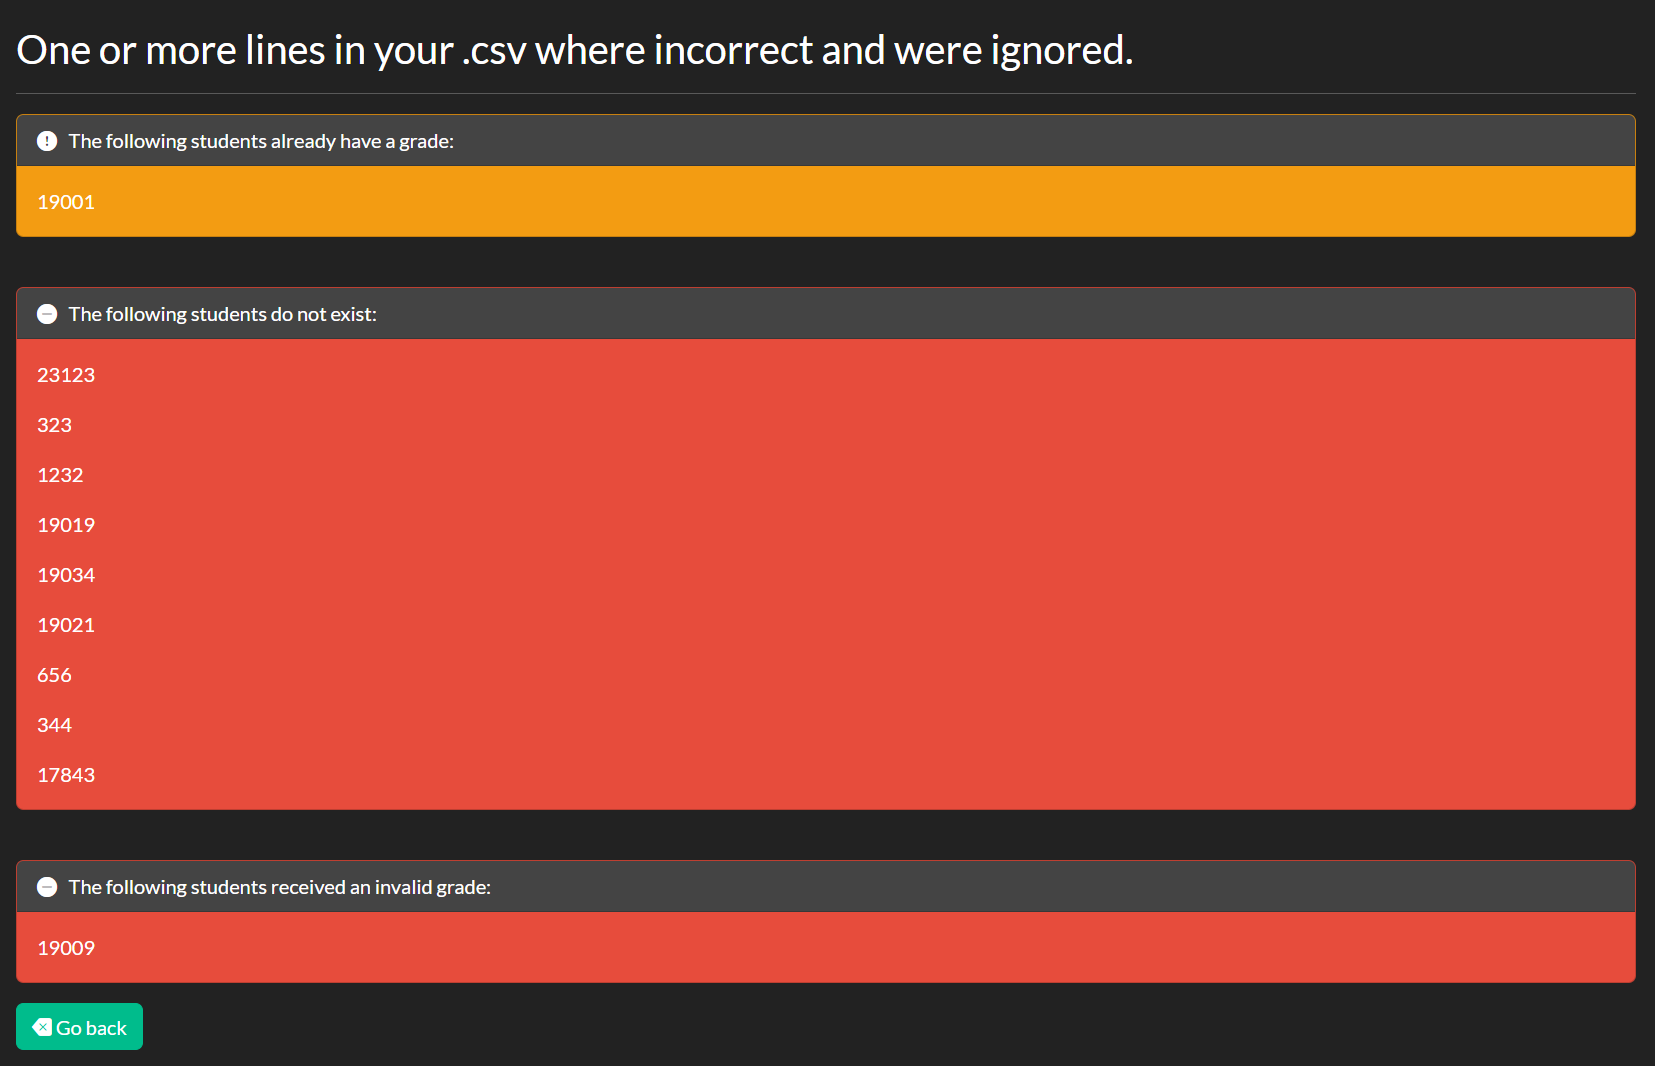 One or more lines in your .csv where incorrect and were ignored.
The following students already have a grade:
19001
The following students do not exist:
23123
323
1232
19019
19034
19021
656
344
17843
The following students received an invalid grade:
19009
Go back